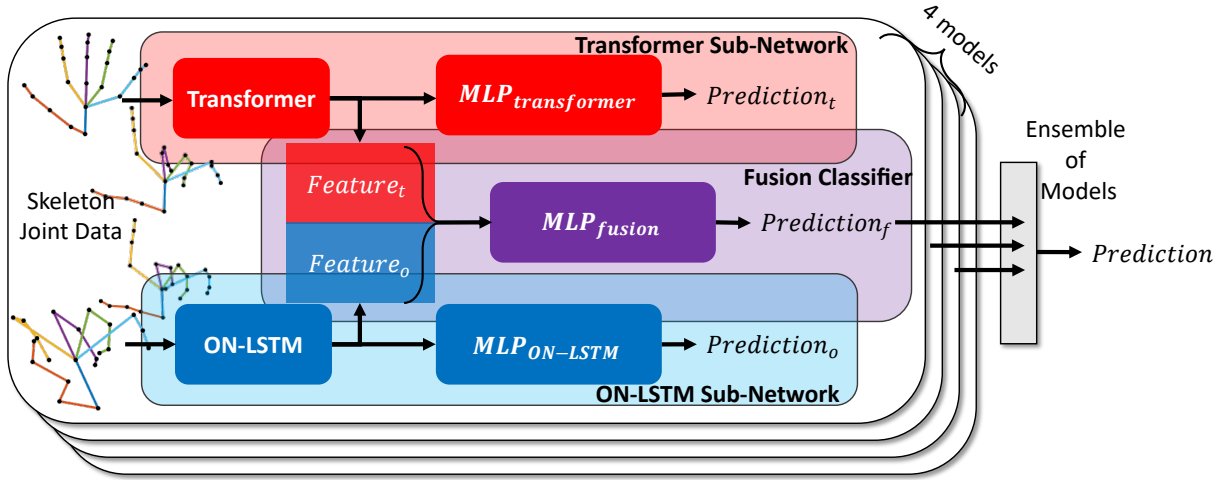 4 models
Transformer Sub-Network
Transformer
MLP_transformer
Prediction_t
Skeleton
Joint Data
Feature_t
Feature_o
Fusion Classifier
MLP_fusion
Prediction_f
Ensemble
of
Models
Prediction
ON-LSTM
MLP_ON−LSTM
Prediction_o
ON-LSTM Sub-Network